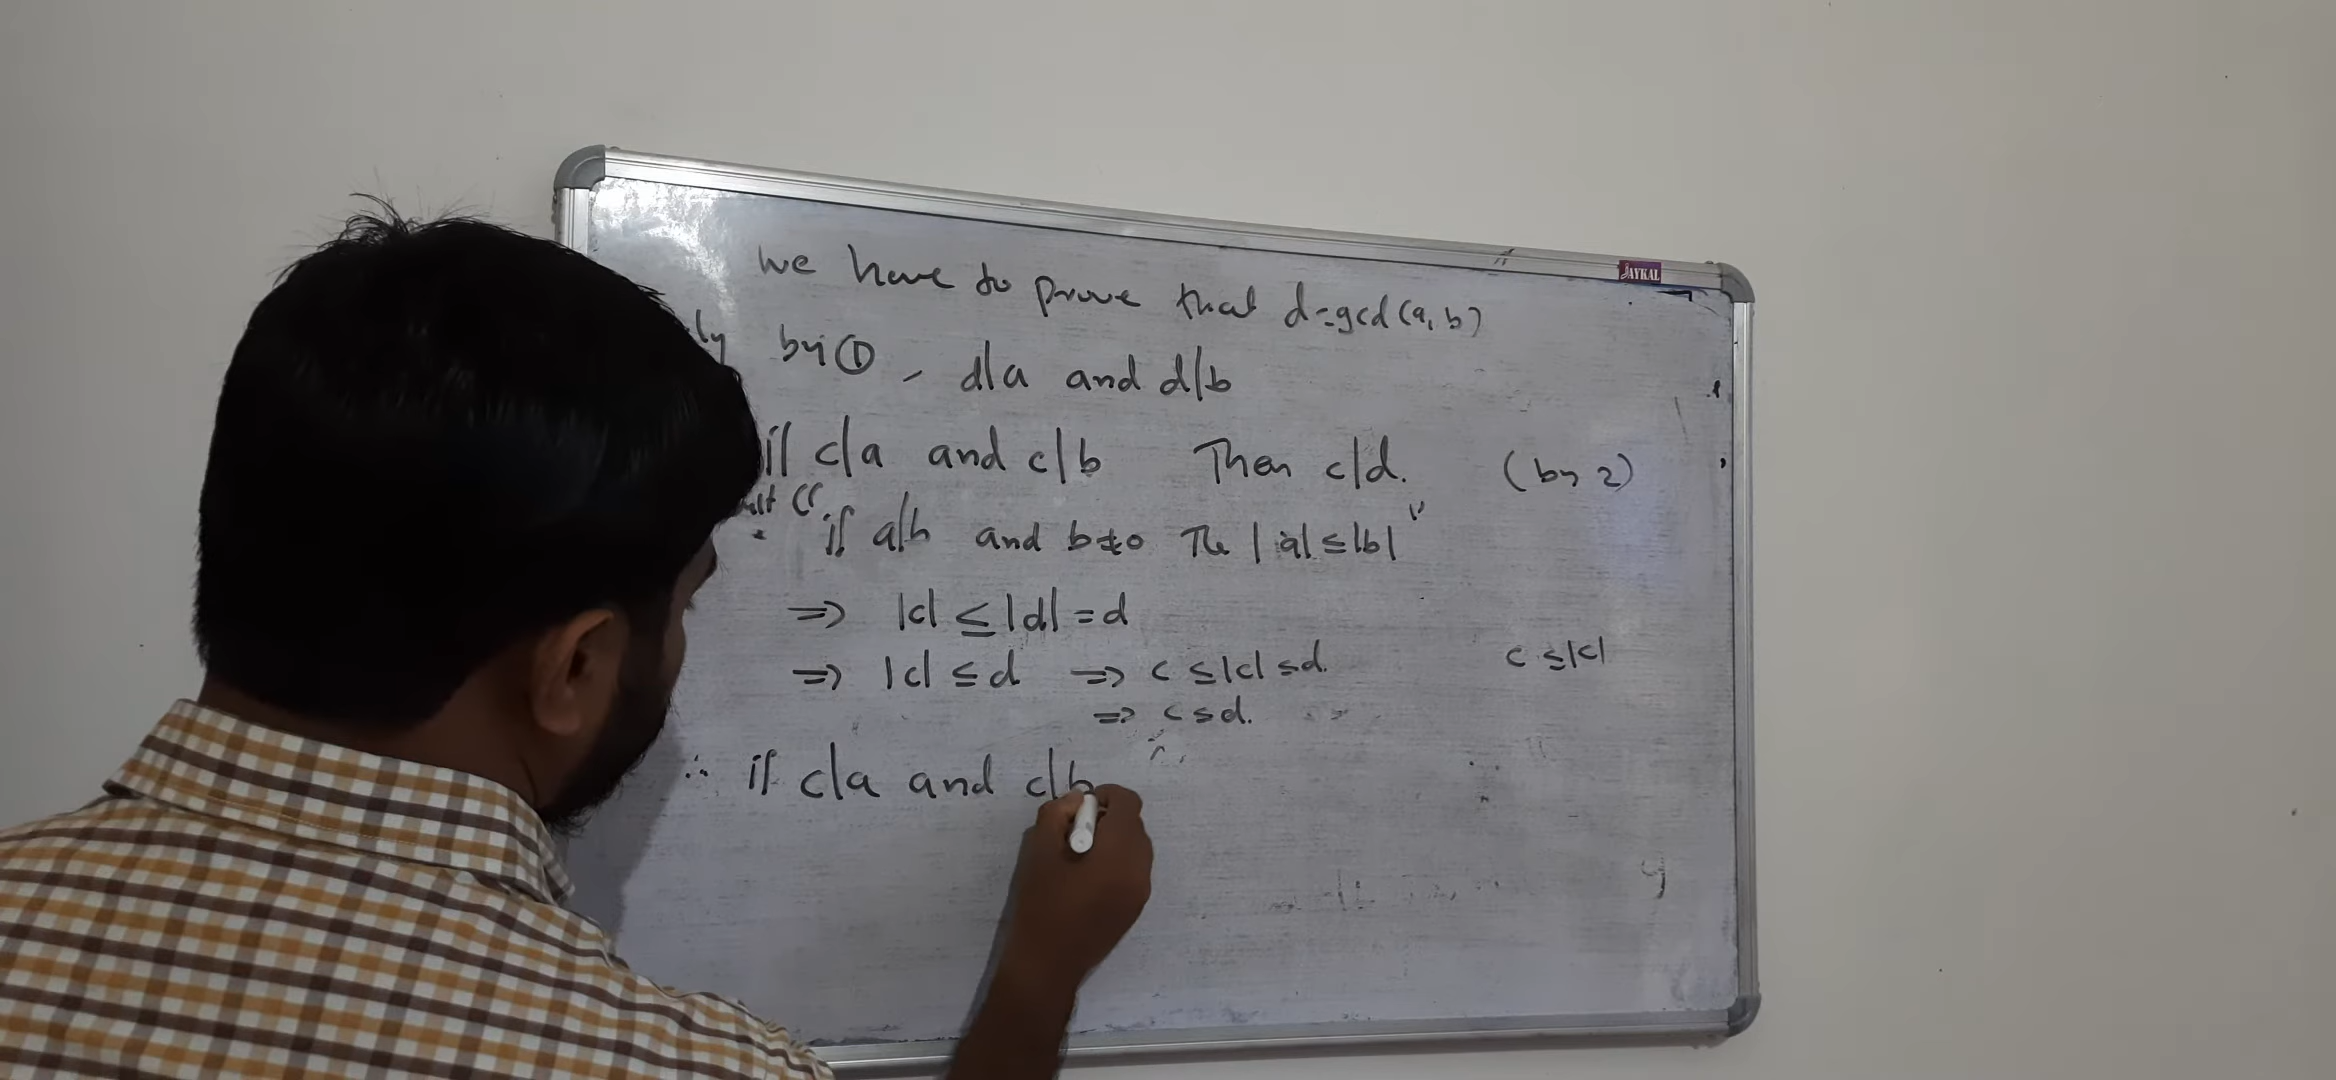 JAYKAL
we have to prove that d=gcd(a, b)
by ①, d|a and d|b
if c|a and c|b Then c|d. (by 2)
"if a|b and b≠0 The |a| ≤ |b|"
=> |c| ≤ |d| = d
=> |c| ≤ d => c ≤ |c| ≤ d. c ≤ |c|
=> c ≤ d.
∴ if c|a and c|b